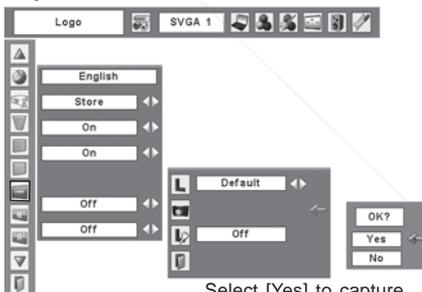 Logo
SVGA 1
English
Store
On
On
Off
Off
Default
Off
OK?
Yes
No
Select [Yes] to capture